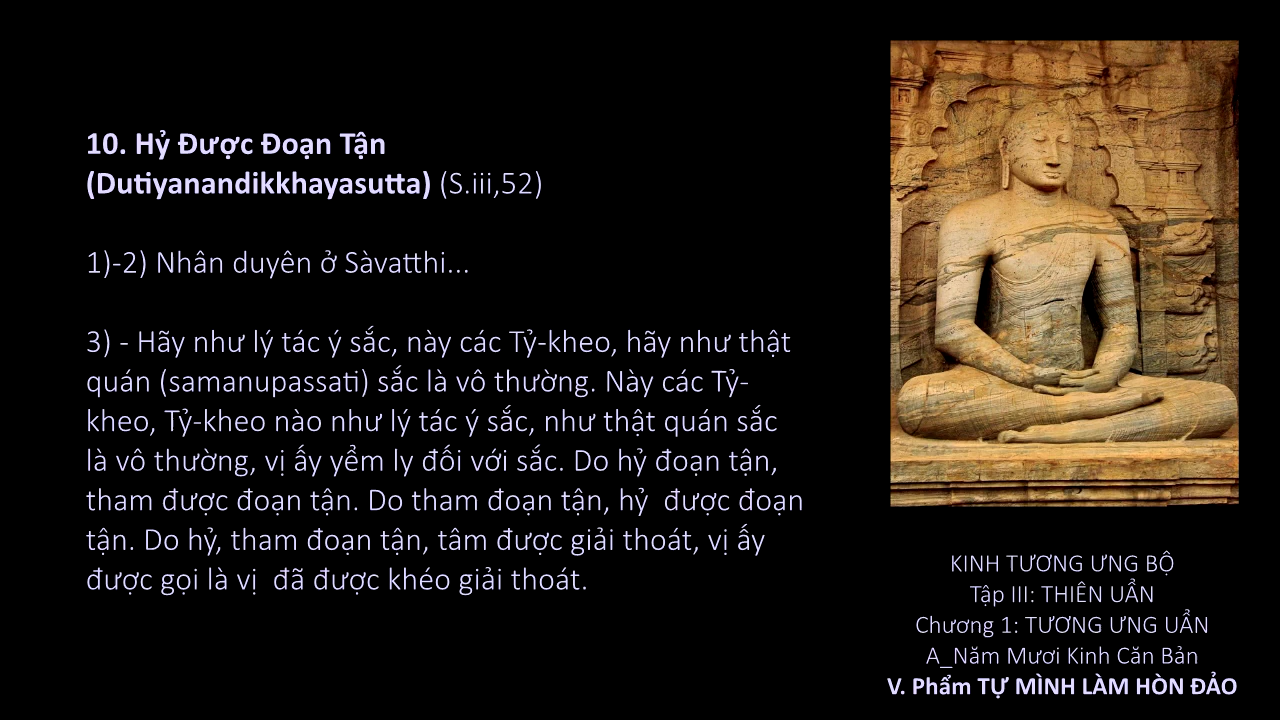 10. Hỷ Được Đoạn Tận
(Dutiyanandikkhayasutta) (S.iii,52)
1)-2) Nhân duyên ở Sàvatthi...
3) - Hãy như lý tác ý sắc, này các Tỷ-kheo, hãy như thật
quán (samanupassati) sắc là vô thường. Này các Tỷ-
kheo, Tỷ-kheo nào như lý tác ý sắc, như thật quán sắc
là vô thường, vị ấy yểm ly đối với sắc. Do hỷ đoạn tận,
tham được đoạn tận. Do tham đoạn tận, hỷ  được đoạn
tận. Do hỷ, tham đoạn tận, tâm được giải thoát, vị ấy
được gọi là vị  đã được khéo giải thoát.
KINH TƯƠNG ƯNG BỘ
Tập III: THIÊN UẨN
Chương 1: TƯƠNG ƯNG UẨN
A_Năm Mươi Kinh Căn Bản
V. Phẩm TỰ MÌNH LÀM HÒN ĐẢO